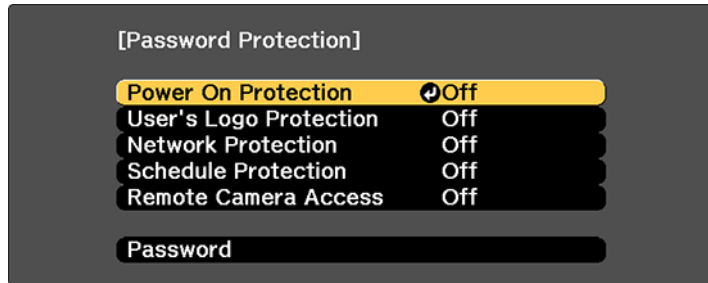 [Password Protection]
Power On Protection Off
User's Logo Protection Off
Network Protection Off
Schedule Protection Off
Remote Camera Access Off
Password